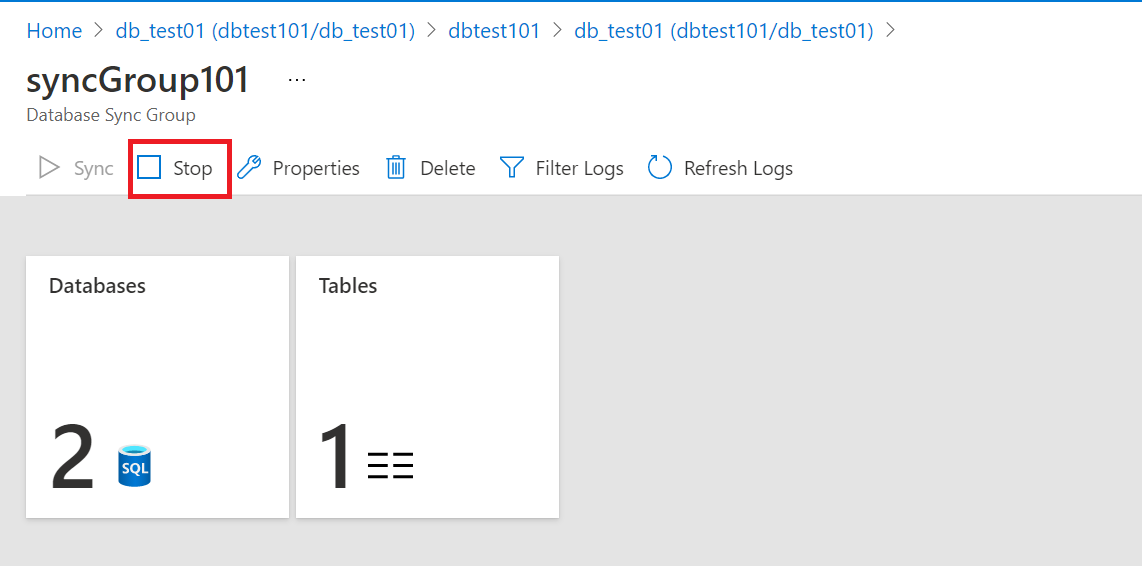 Home > db_test01 (dbtest101/db_test01) > dbtest101 > db_test01 (dbtest101/db_test01) >
syncGroup101 ...
Database Sync Group
Sync Stop Properties Delete Filter Logs Refresh Logs
Databases Tables
2 SQL 1